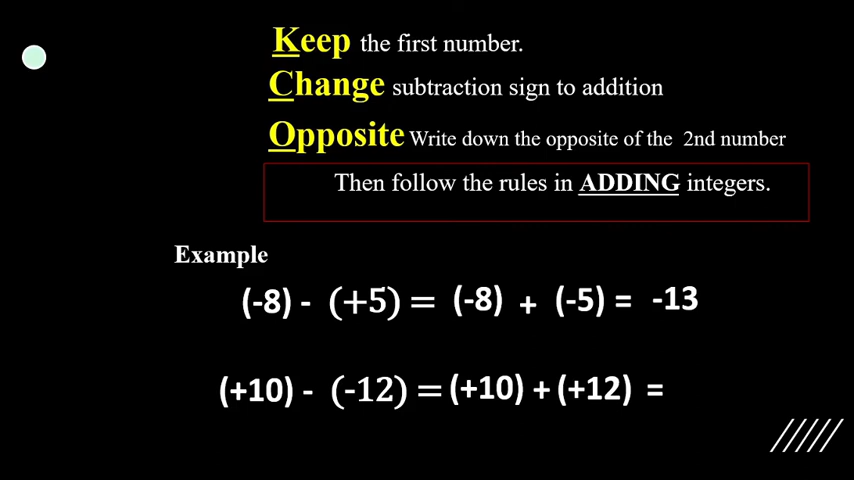 Keep the first number.
Change subtraction sign to addition
Opposite Write down the opposite of the 2nd number
Then follow the rules in ADDING integers.
Example
(-8) - (+5) = (-8) + (-5) = -13
(+10) - (-12) = (+10) + (+12) =